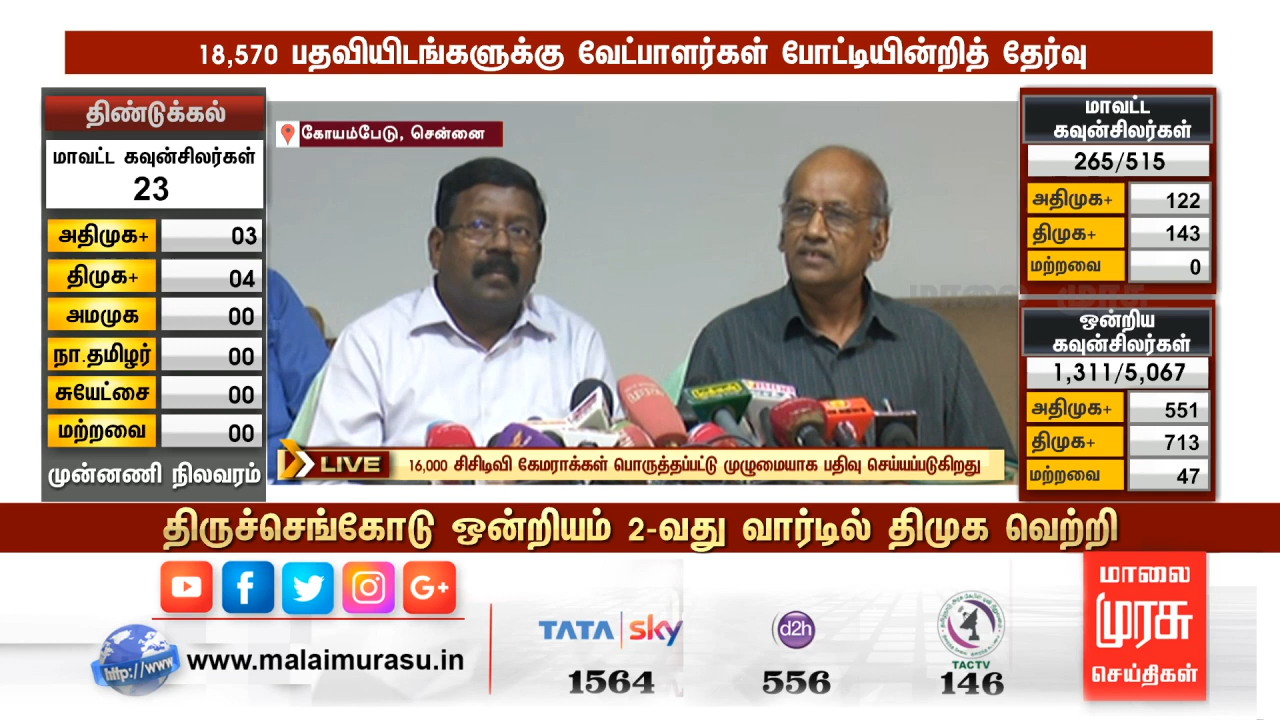 18,570 பதவியிடங்களுக்கு வேட்பாளர்கள் போட்டியின்றித் தேர்வு
திண்டுக்கல்
மாவட்ட கவுன்சிலர்கள்
23
அதிமுக+ 03
திமுக+ 04
அமமுக 00
நா.தமிழர் 00
சுயேட்சை 00
மற்றவை 00
முன்னணி நிலவரம்
கோயம்பேடு, சென்னை
மாவட்ட
கவுன்சிலர்கள்
265/515
அதிமுக+ 122
திமுக+ 143
மற்றவை 0
மாலை முரசு
ஒன்றிய
கவுன்சிலர்கள்
1,311/5,067
அதிமுக+ 551
திமுக+ 713
மற்றவை 47
LIVE 16,000 சிசிடிவி கேமராக்கள் பொருத்தப்பட்டு முழுமையாக பதிவு செய்யப்படுகிறது
திருச்செங்கோடு ஒன்றியம் 2-வது வார்டில் திமுக வெற்றி
G+
http://www
www.malaimurasu.in
TATA sky
1564
d2h
556
TACTV
146
மாலை
முரசு
செய்திகள்